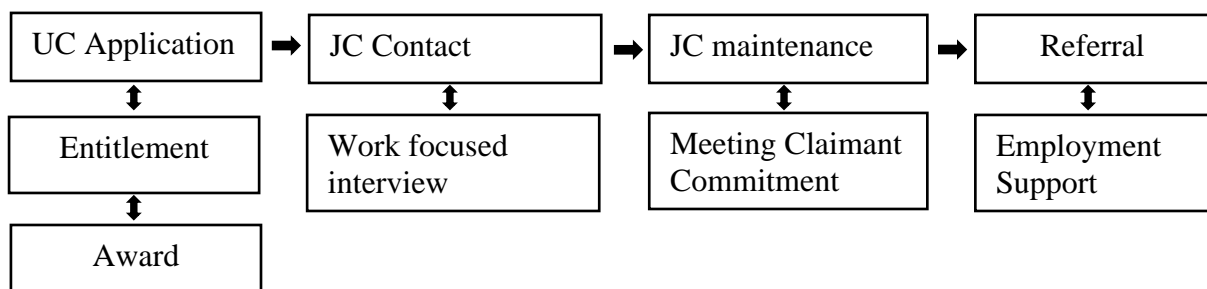 UC Application
JC Contact
JC maintenance
Referral
Entitlement
Work focused
interview
Meeting Claimant
Commitment
Employment
Support
Award